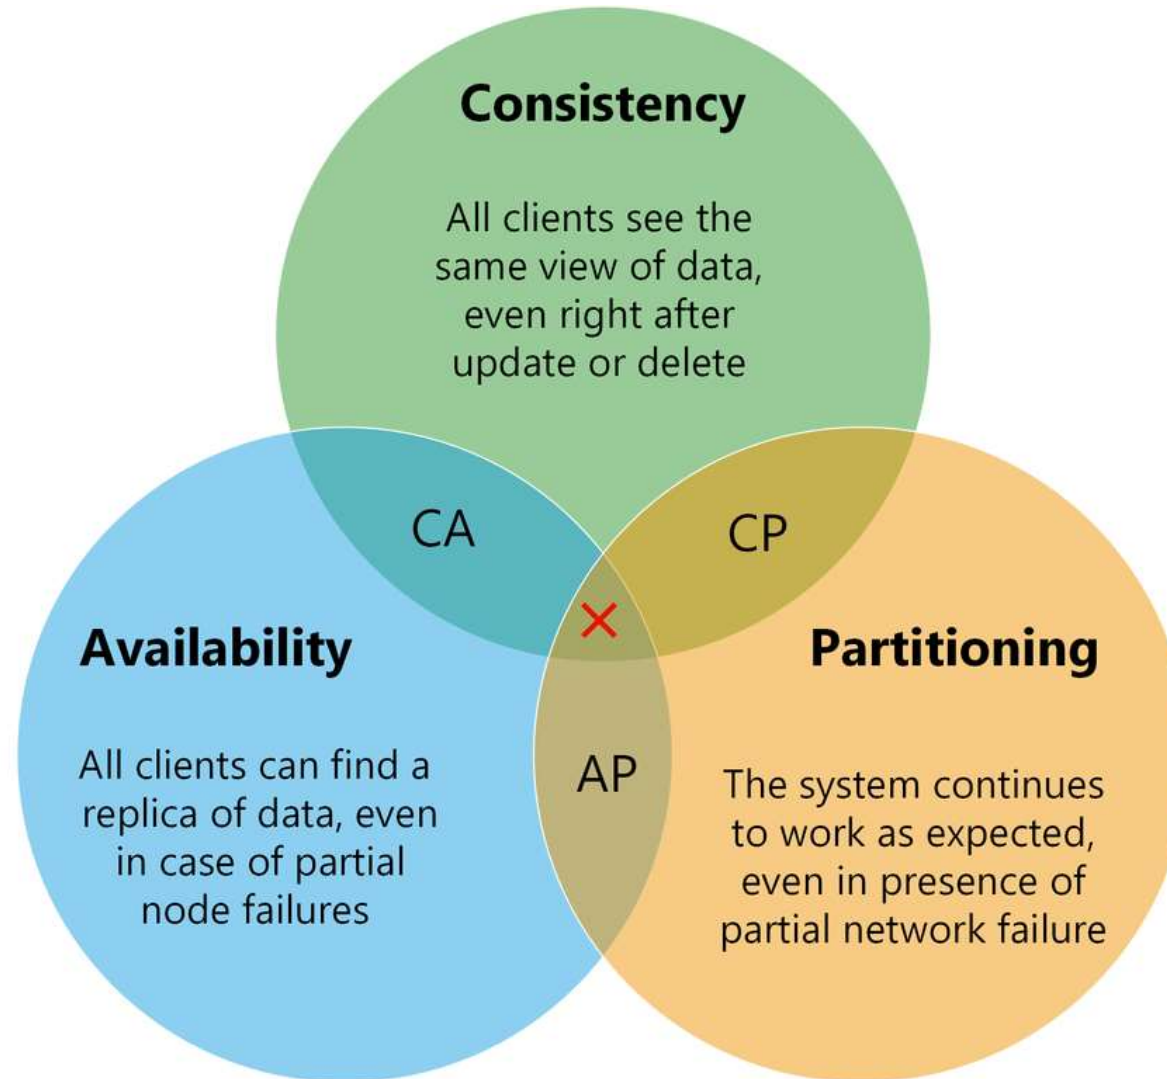 Consistency
All clients see the
same view of data,
even right after
update or delete
CA
CP
Availability
All clients can find a
replica of data, even
in case of partial
node failures
AP
Partitioning
The system continues
to work as expected,
even in presence of
partial network failure